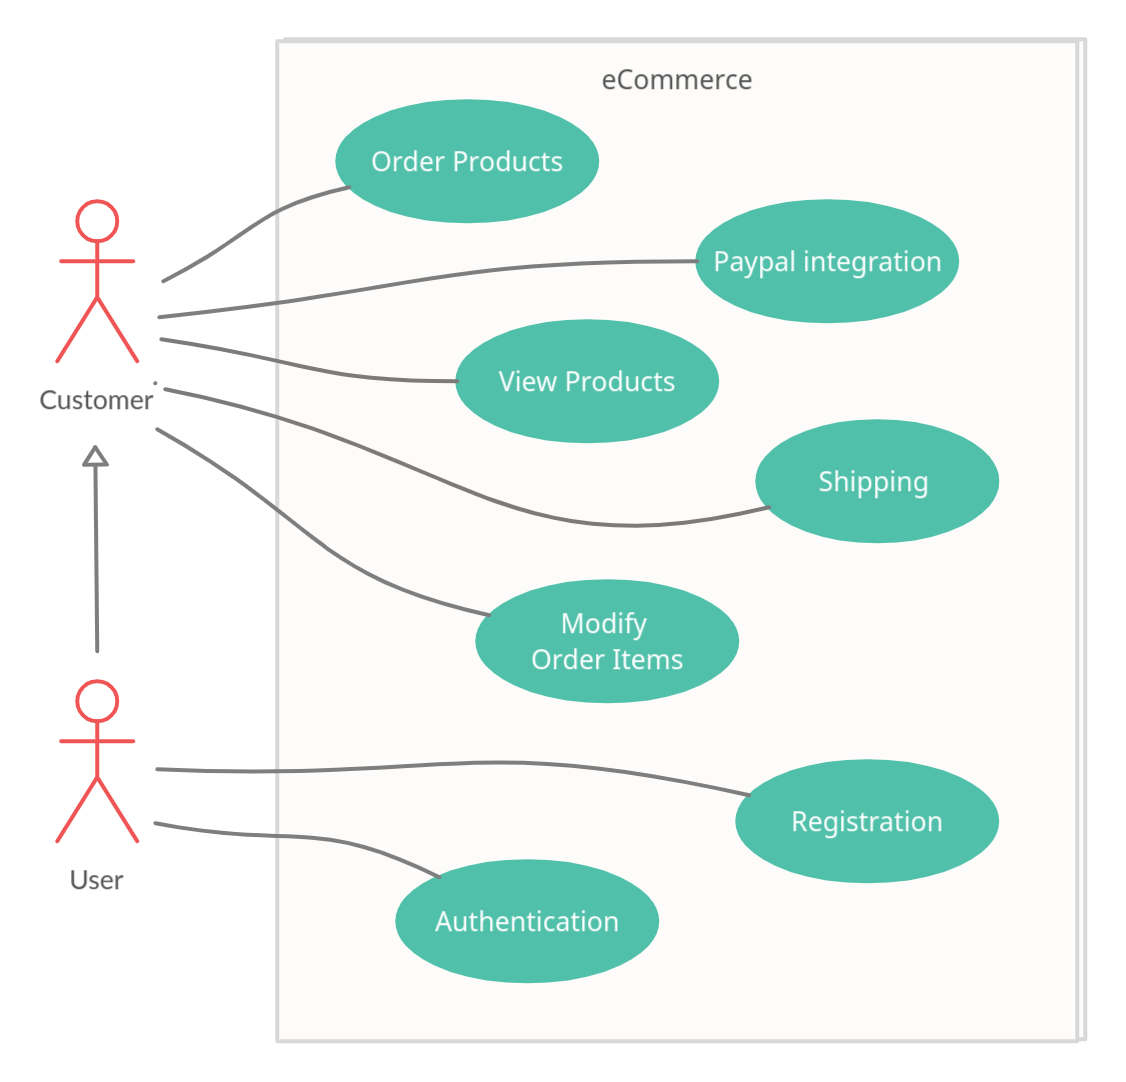 eCommerce
Order Products
Paypal integration
View Products
Customer
Shipping
Modify
Order Items
Registration
User
Authentication